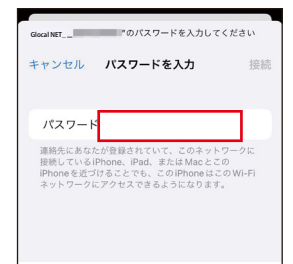 Glocal NET_ _ "のパスワードを入力してください
キャンセル パスワードを入力 接続
パスワード
連絡先にあなたが登録されていて、このネットワークに
接続しているiPhone、iPad、またはMacとこの
iPhoneを近づけることでも、このiPhoneはこのWi-Fi
ネットワークにアクセスできるようになります。